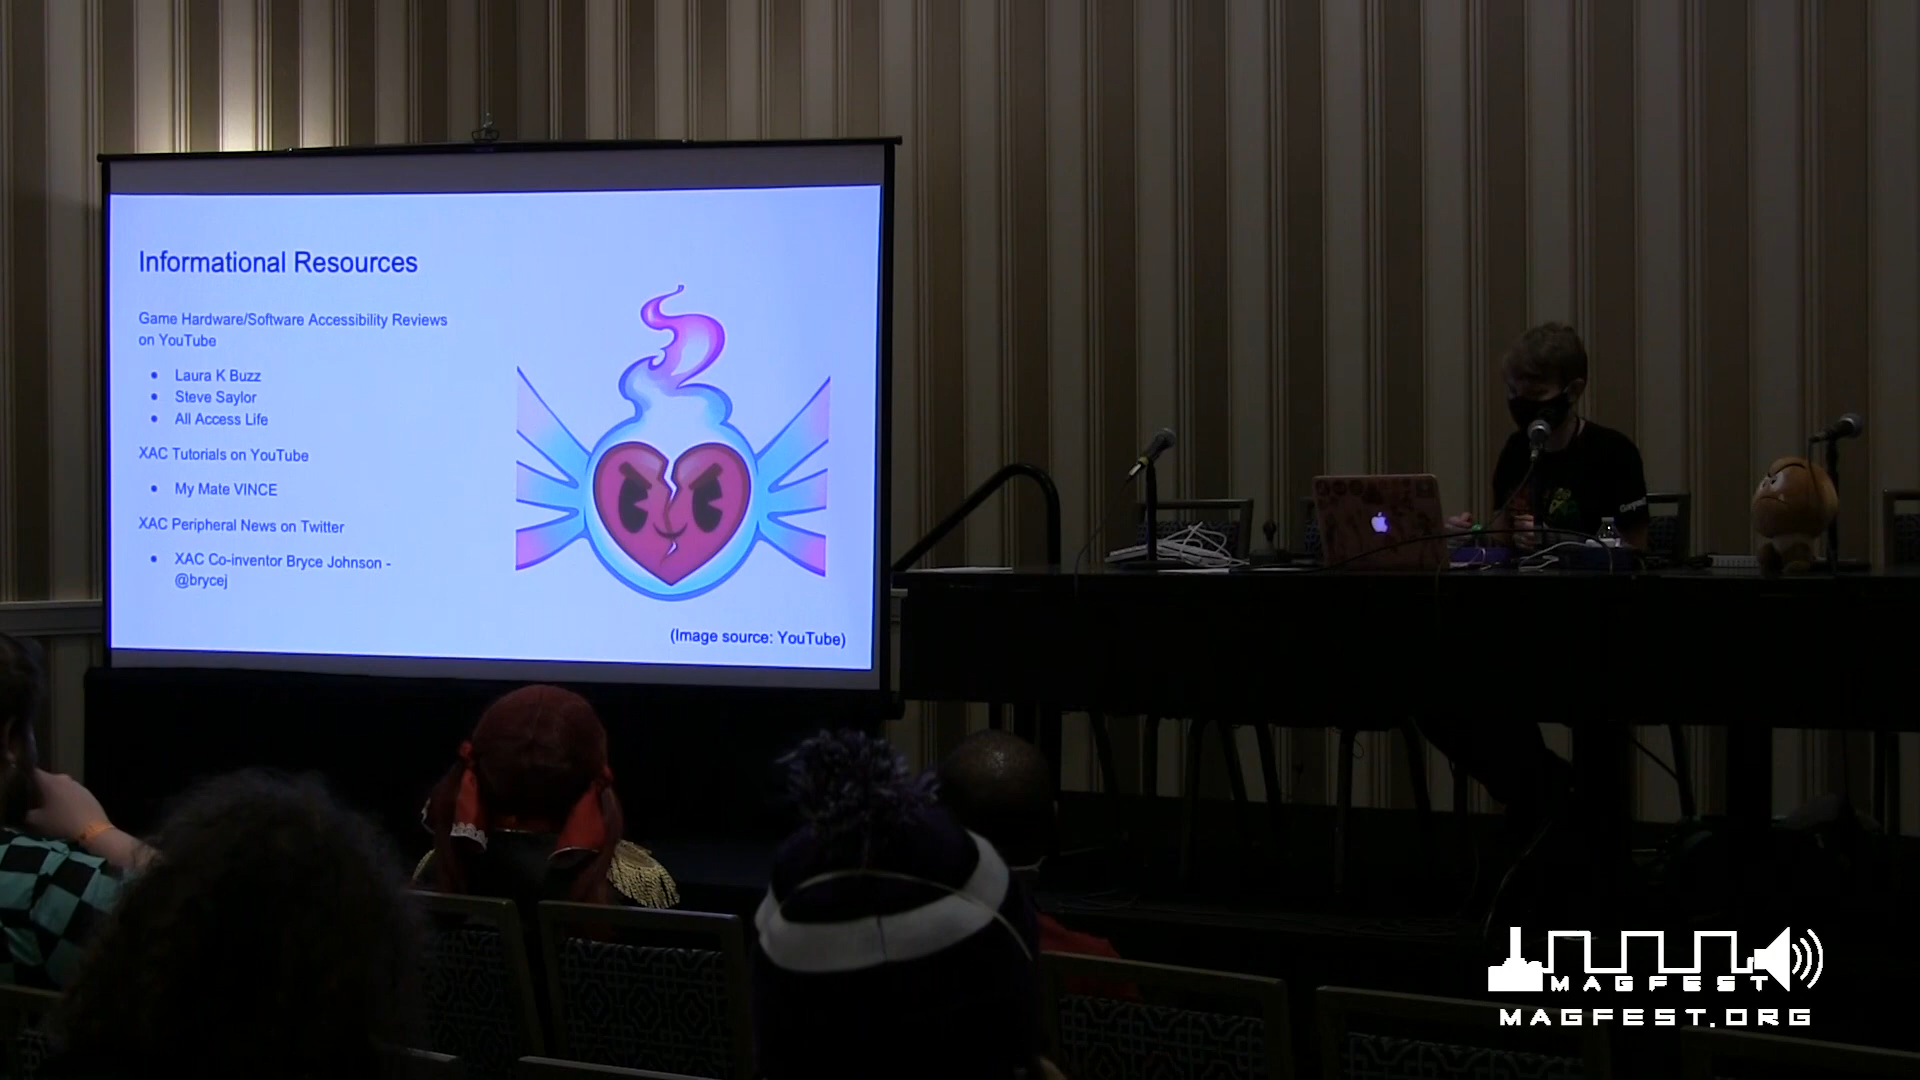 Informational Resources
Game Hardware/Software Accessibility Reviews
on YouTube
• Laura K Buzz
• Steve Saylor
• All Access Life
XAC Tutorials on YouTube
• My Mate VINCE
XAC Peripheral News on Twitter
• XAC Co-inventor Bryce Johnson -
@brycej
(Image source: YouTube)
MAGFEST
MAGFEST.ORG